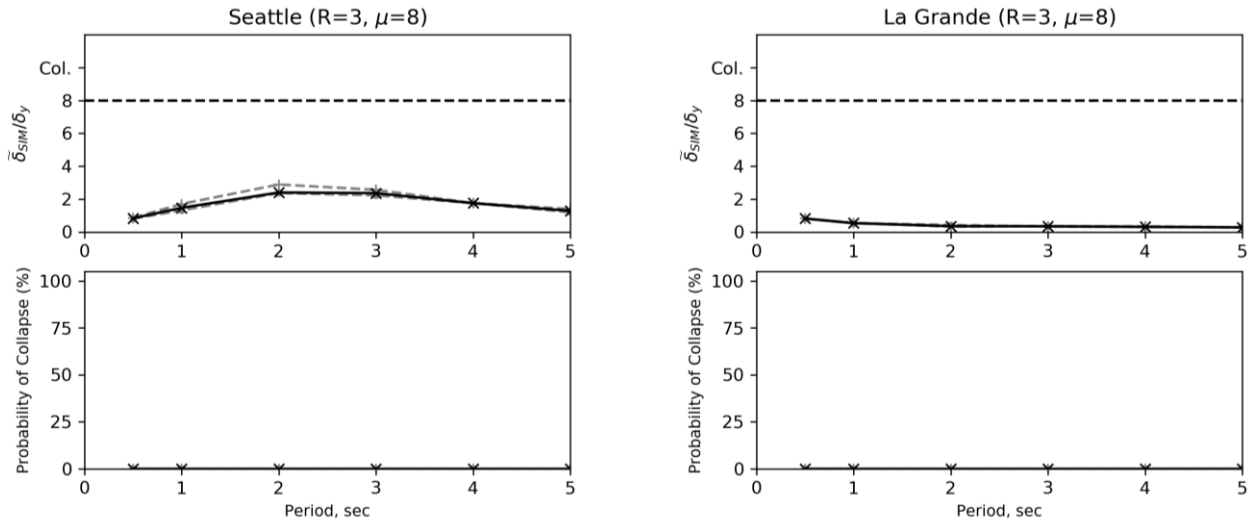 Seattle (R=3, μ=8)
Col.
8
6
4
2
0
δ̃SIM/δy
0 1 2 3 4 5
100
75
50
25
0
Probability of Collapse (%)
0 1 2 3 4 5
Period, sec
La Grande (R=3, μ=8)
Col.
8
6
4
2
0
δ̃SIM/δy
0 1 2 3 4 5
100
75
50
25
0
Probability of Collapse (%)
0 1 2 3 4 5
Period, sec